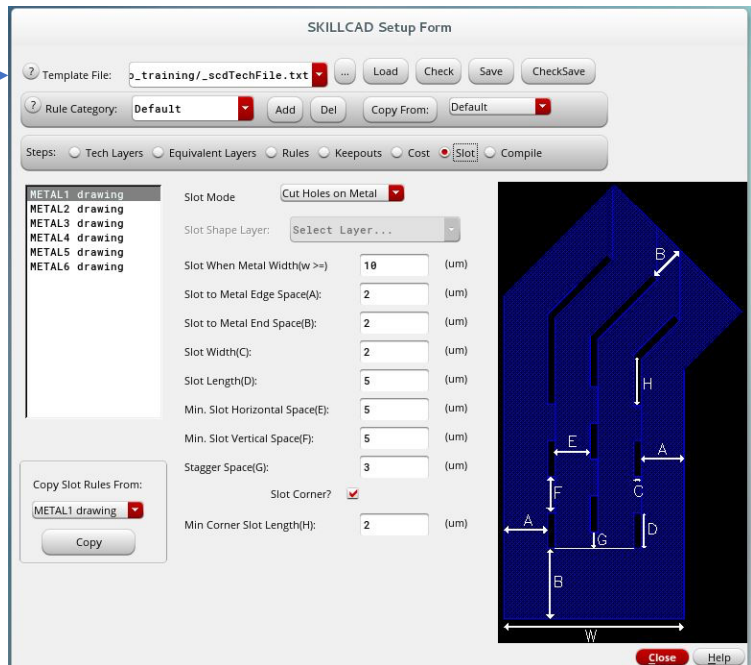 SKILLCAD Setup Form
? Template File: o_training/_scdTechFile.txt ... Load Check Save CheckSave
? Rule Category: Default Add Del Copy From: Default
Steps: Tech Layers Equivalent Layers Rules Keepouts Cost Slot Compile
METAL1 drawing
METAL2 drawing
METAL3 drawing
METAL4 drawing
METAL5 drawing
METAL6 drawing
Copy Slot Rules From:
METAL1 drawing
Copy
Slot Mode Cut Holes on Metal
Slot Shape Layer: Select Layer...
Slot When Metal Width(w >=) 10 (um)
Slot to Metal Edge Space(A): 2 (um)
Slot to Metal End Space(B): 2 (um)
Slot Width(C): 2 (um)
Slot Length(D): 5 (um)
Min. Slot Horizontal Space(E): 5 (um)
Min. Slot Vertical Space(F): 5 (um)
Stagger Space(G): 3 (um)
Slot Corner?
Min Corner Slot Length(H): 2 (um)
B
H
E A
F C
A G D
B
W
Close Help